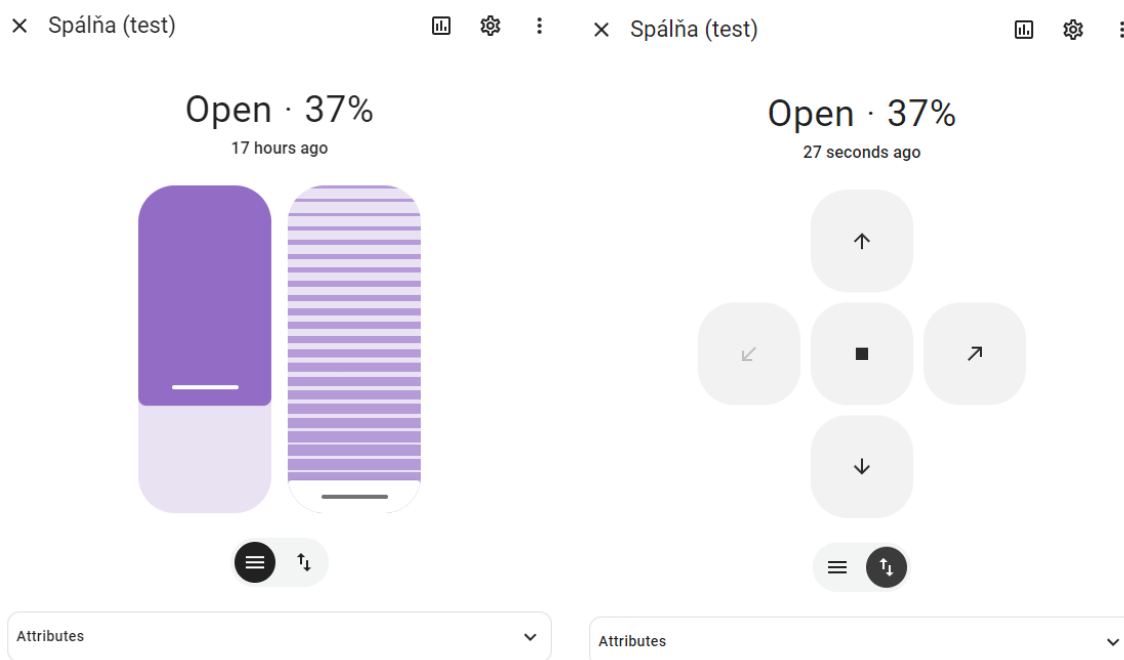 Spálňa (test)
Open · 37%
17 hours ago
Attributes
Spálňa (test)
Open · 37%
27 seconds ago
Attributes